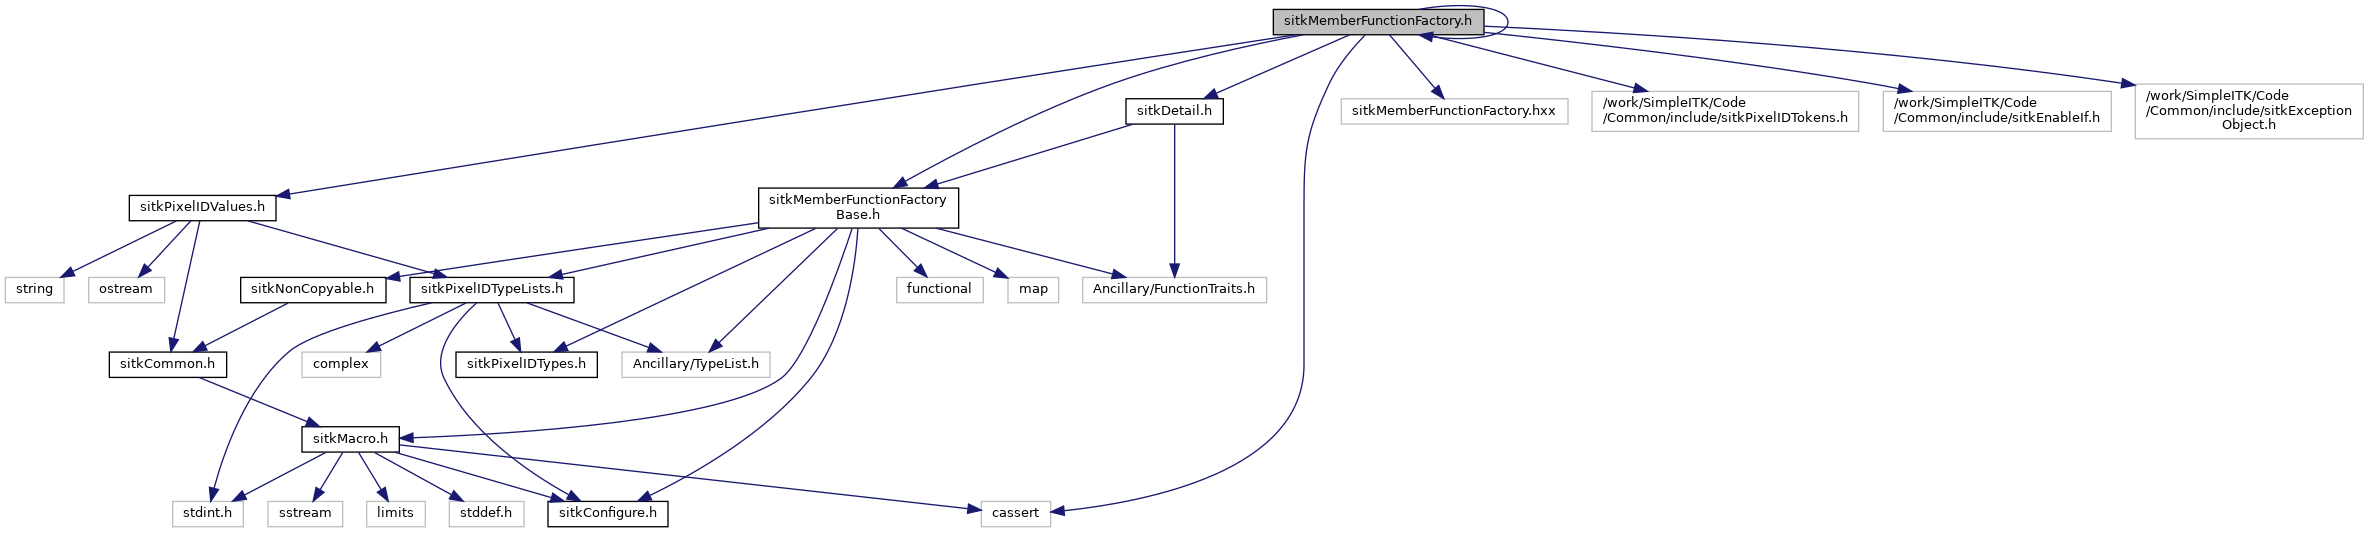 sitkMemberFunctionFactory.h
sitkDetail.h
sitkMemberFunctionFactory.hxx
/work/SimpleITK/Code
/Common/include/sitkPixelIDTokens.h
/work/SimpleITK/Code
/Common/include/sitkEnableIf.h
/work/SimpleITK/Code
/Common/include/sitkException
Object.h
sitkPixelIDValues.h
sitkMemberFunctionFactory
Base.h
string
ostream
sitkNonCopyable.h
sitkPixelIDTypeLists.h
functional
map
Ancillary/FunctionTraits.h
sitkCommon.h
complex
sitkPixelIDTypes.h
Ancillary/TypeList.h
sitkMacro.h
stdint.h
sstream
limits
stddef.h
sitkConfigure.h
cassert